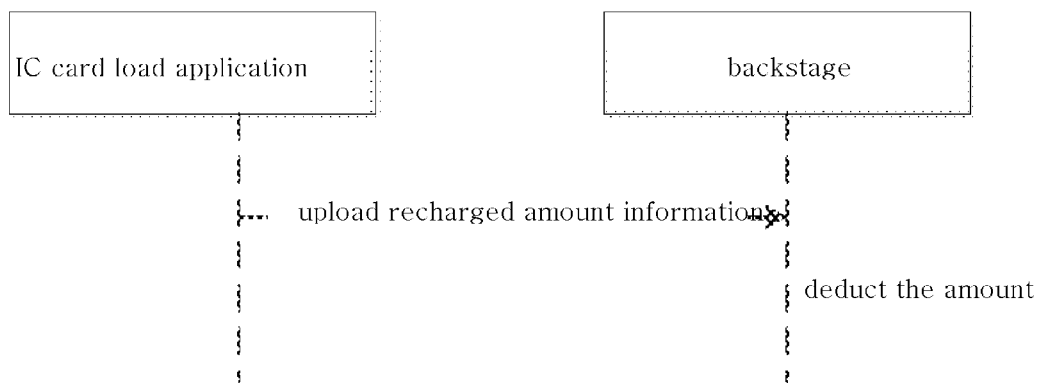 IC card load application
backstage
upload recharged amount information
deduct the amount